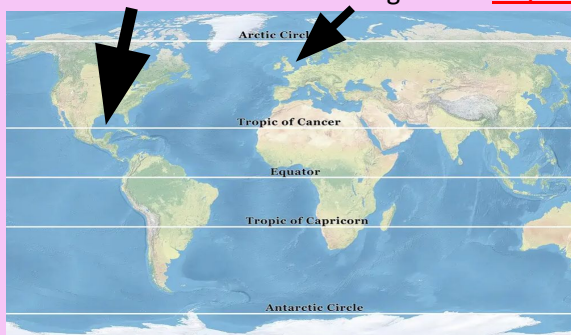 Arctic Circle
Tropic of Cancer
Equator
Tropic of Capricorn
Antarctic Circle